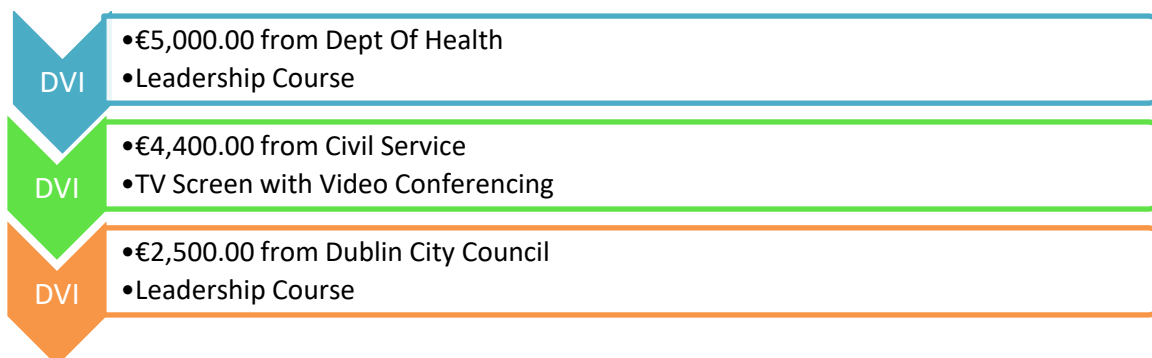 DVI
•€5,000.00 from Dept Of Health
•Leadership Course
DVI
•€4,400.00 from Civil Service
•TV Screen with Video Conferencing
DVI
•€2,500.00 from Dublin City Council
•Leadership Course